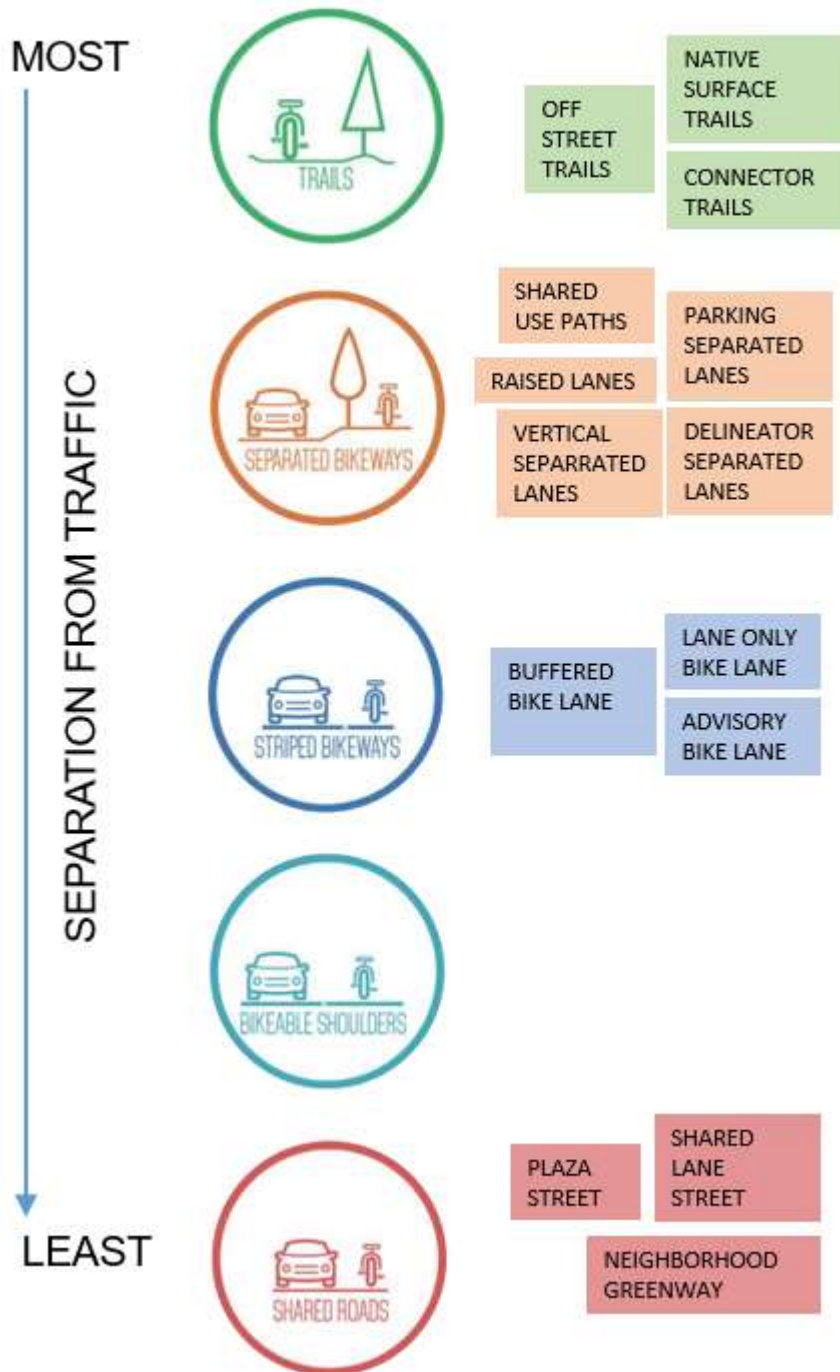 MOST
TRAILS
OFF
STREET
TRAILS
NATIVE
SURFACE
TRAILS
CONNECTOR
TRAILS
SEPARATION FROM TRAFFIC
SEPARATED BIKEWAYS
SHARED
USE PATHS
RAISED LANES
VERTICAL
SEPARRATED
LANES
PARKING
SEPARATED
LANES
DELINEATOR
SEPARATED
LANES
STRIPED BIKEWAYS
BUFFERED
BIKE LANE
LANE ONLY
BIKE LANE
ADVISORY
BIKE LANE
BIKEABLE SHOULDERS
LEAST
SHARED ROADS
PLAZA
STREET
SHARED
LANE
STREET
NEIGHBORHOOD
GREENWAY